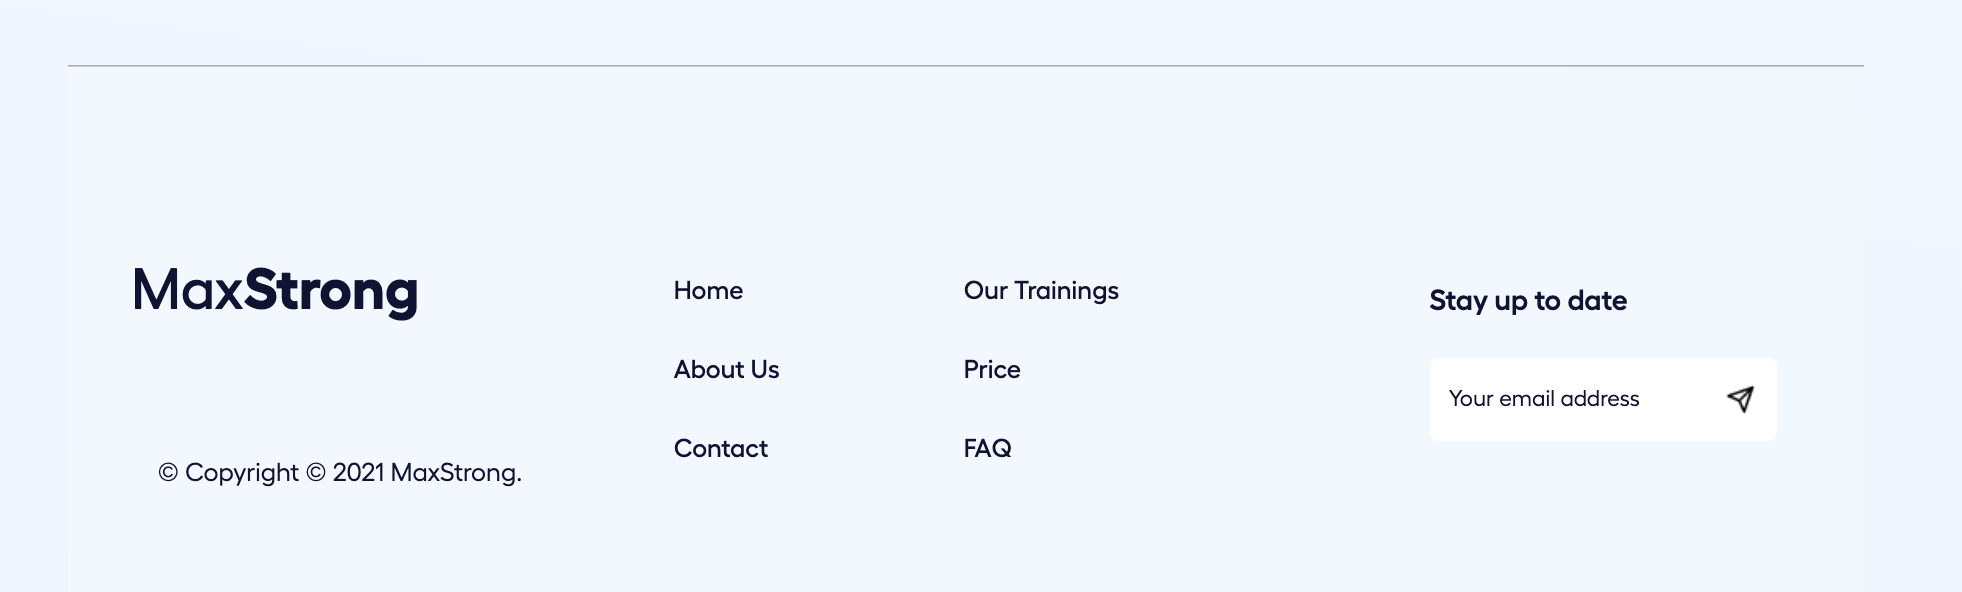 MaxStrong
© Copyright © 2021 MaxStrong.
Home
About Us
Contact
Our Trainings
Price
FAQ
Stay up to date
Your email address